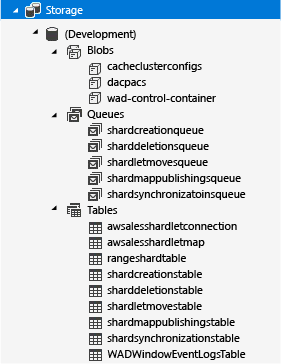 Storage
(Development)
Blobs
cacheclusterconfigs
dacpacs
wad-control-container
Queues
shardcreationqueue
sharddeletionsqueue
shardletmovesqueue
shardmappublishingsqueue
shardsynchronizatoinsqueue
Tables
awsalesshardletconnection
awsalesshardletmap
rangeshardtable
shardcreationstable
sharddeletionstable
shardletmovestable
shardmappublishingstable
shardsynchronizationstable
WADWindowEventLogsTable